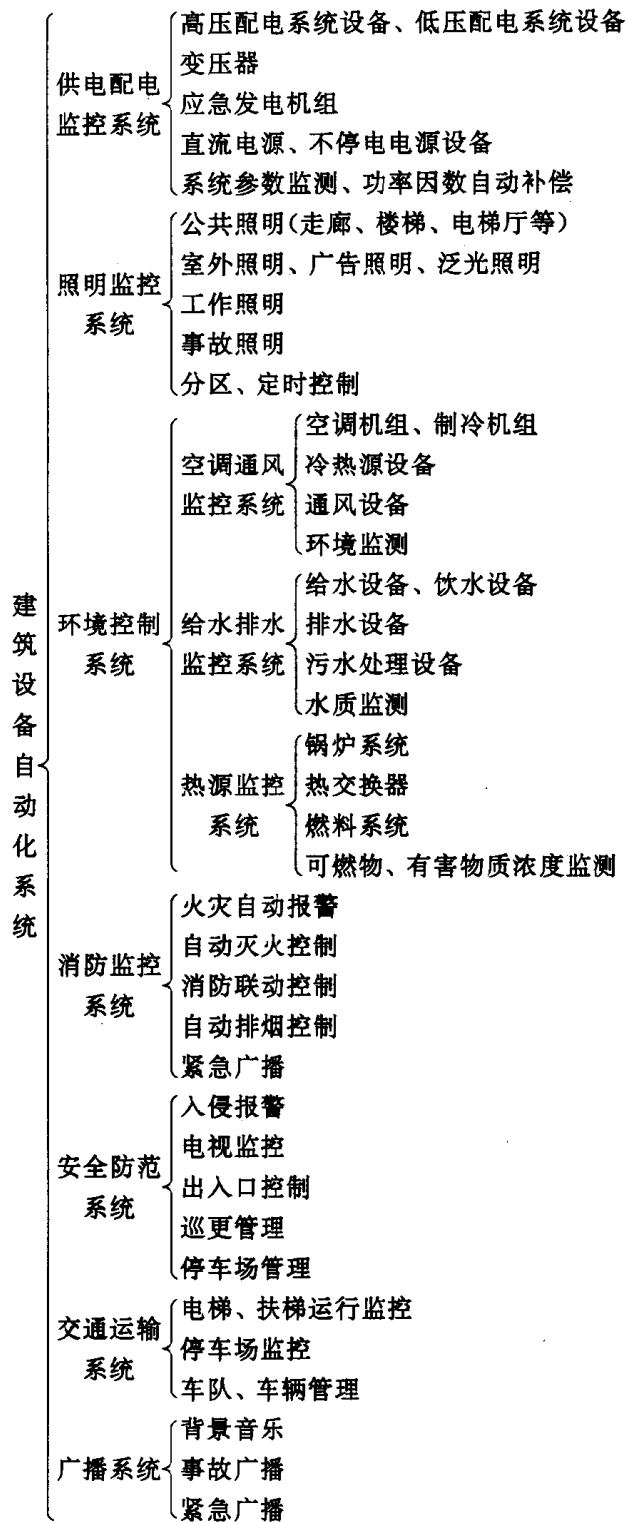 建筑设备自动化系统
供电配电
监控系统
高压配电系统设备、低压配电系统设备
变压器
应急发电机组
直流电源、不停电电源设备
系统参数监测、功率因数自动补偿
照明监控
系统
公共照明(走廊、楼梯、电梯厅等)
室外照明、广告照明、泛光照明
工作照明
事故照明
分区、定时控制
环境控制
系统
空调通风
监控系统
空调机组、制冷机组
冷热源设备
通风设备
环境监测
给水排水
监控系统
给水设备、饮水设备
排水设备
污水处理设备
水质监测
热源监控
系统
锅炉系统
热交换器
燃料系统
可燃物、有害物质浓度监测
消防监控
系统
火灾自动报警
自动灭火控制
消防联动控制
自动排烟控制
紧急广播
安全防范
系统
入侵报警
电视监控
出入口控制
巡更管理
停车场管理
交通运输
系统
电梯、扶梯运行监控
停车场监控
车队、车辆管理
广播系统
背景音乐
事故广播
紧急广播